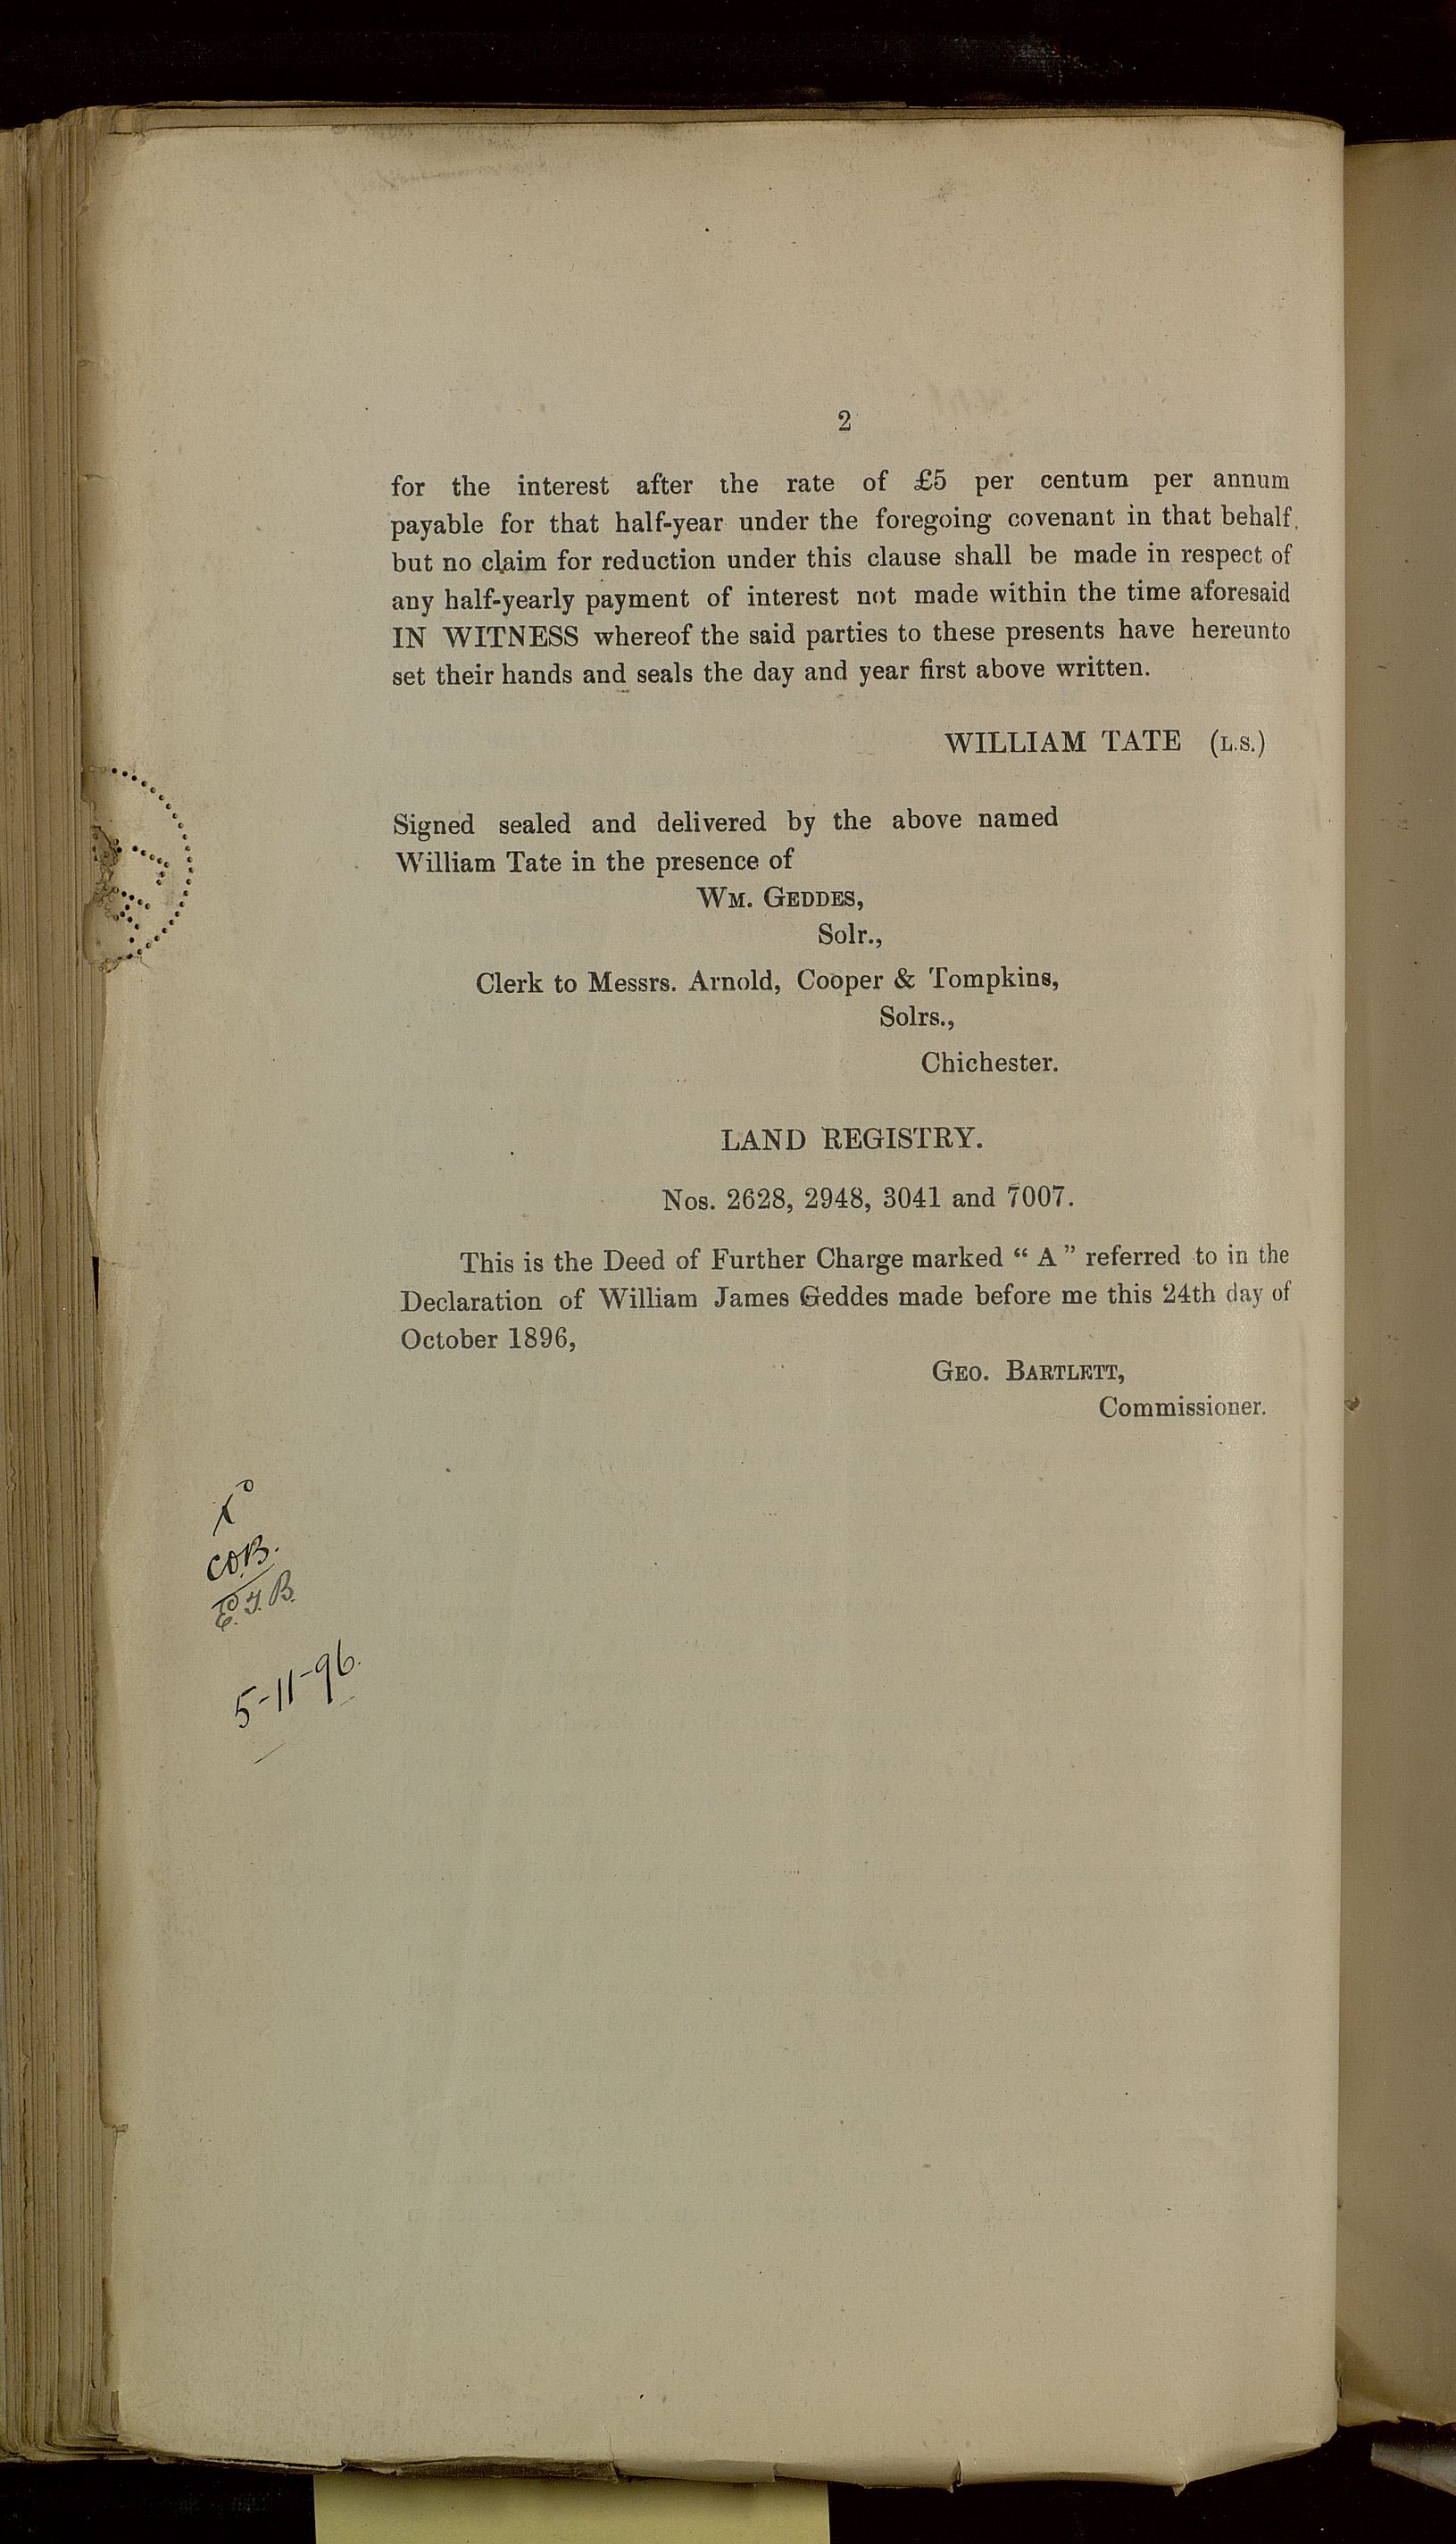 2
for the interest after the rate of £5 per centum per annum
payable for that half-year under the foregoing covenant in that behalf.
but no claim for reduction under this clause shall be made in respect of
any half-yearly payment of interest not made within the time aforesaid
IN WITNESS whereof the said parties to these presents have hereunto
set their hands and seals the day and year first above written.
WILLIAM TATE (L.S.)
Signed sealed and delivered by the above named
William Tate in the presence of
WM. GEDDES,
Solr.,
Clerk to Messrs. Arnold, Cooper & Tompkins,
Solrs.,
Chichester.
LAND REGISTRY.
Nos. 2628, 2948, 3041 and 7007.
This is the Deed of Further Charge marked “ A ” referred to in the
Declaration of William James Geddes made before me this 24th day of
October 1896,
GEO. BARTLETT,
Commissioner.
C.O.B.
E.J.B.
5-11-96.